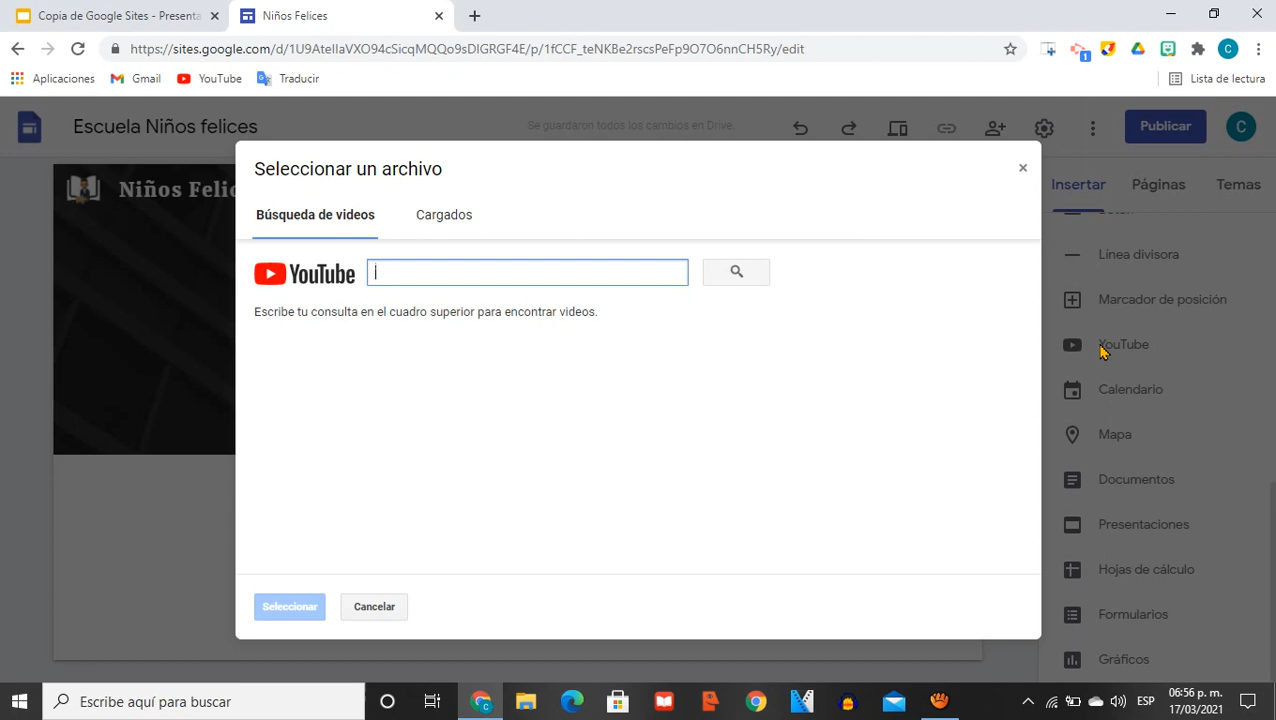 Copia de Google Sites - Presenta
Niños Felices
https://sites.google.com/d/1U9AtelIaVXO94cSicqMQQo9sDIGRGF4E/p/1fCCF_teNKBe2rscsPeFp9O7O6nnCH5Ry/edit
1
C
Aplicaciones
Gmail
YouTube
Traducir
Lista de lectura
Escuela Niños felices
Se guardaron todos los cambios en Drive.
Publicar
C
Niños Felic
Seleccionar un archivo
Búsqueda de videos
Cargados
YouTube
Escribe tu consulta en el cuadro superior para encontrar videos.
Seleccionar
Cancelar
Insertar
Páginas
Temas
Línea divisora
Marcador de posición
YouTube
Calendario
Mapa
Documentos
Presentaciones
Hojas de cálculo
Formularios
Gráficos
Escribe aquí para buscar
ESP
06:56 p. m.
17/03/2021